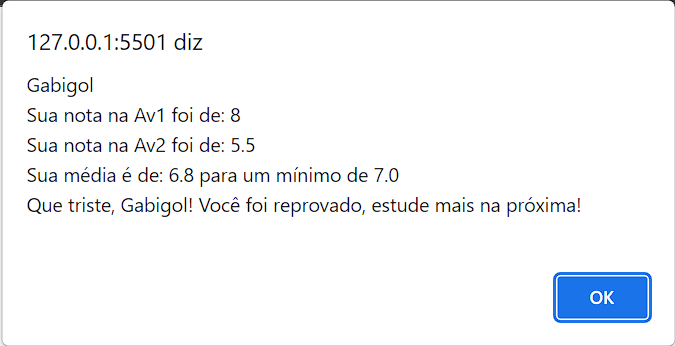 127.0.0.1:5501 diz
Gabigol
Sua nota na Av1 foi de: 8
Sua nota na Av2 foi de: 5.5
Sua média é de: 6.8 para um mínimo de 7.0
Que triste, Gabigol! Você foi reprovado, estude mais na próxima!
OK